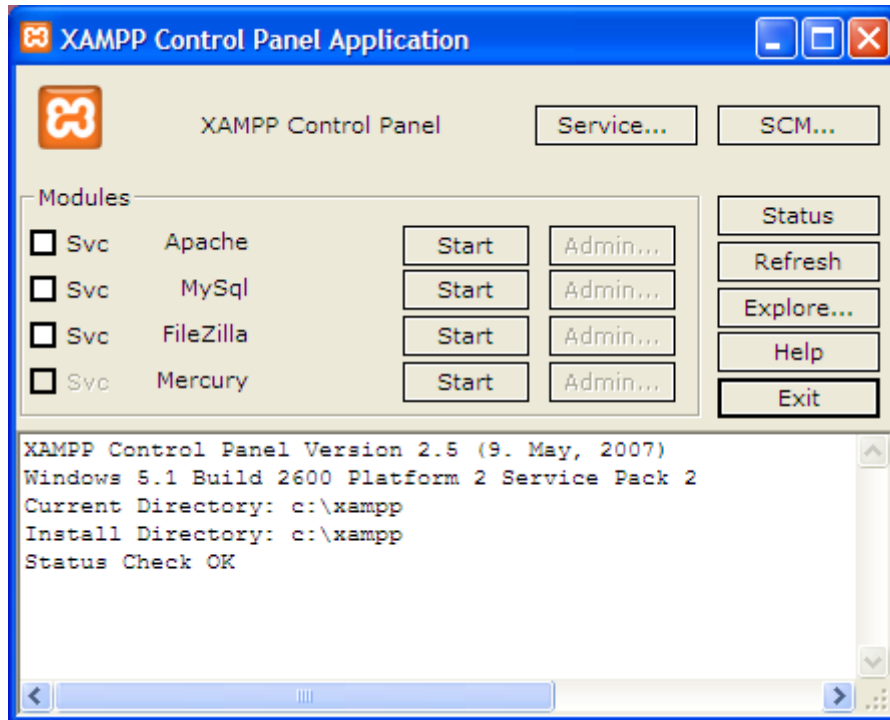 XAMPP Control Panel Application
XAMPP Control Panel Service... SCM...
Modules
Status
Svc Apache Start Admin...
Refresh
Svc MySql Start Admin...
Explore...
Svc FileZilla Start Admin...
Help
Svc Mercury Start Admin...
Exit
XAMPP Control Panel Version 2.5 (9. May, 2007)
Windows 5.1 Build 2600 Platform 2 Service Pack 2
Current Directory: c:\xampp
Install Directory: c:\xampp
Status Check OK